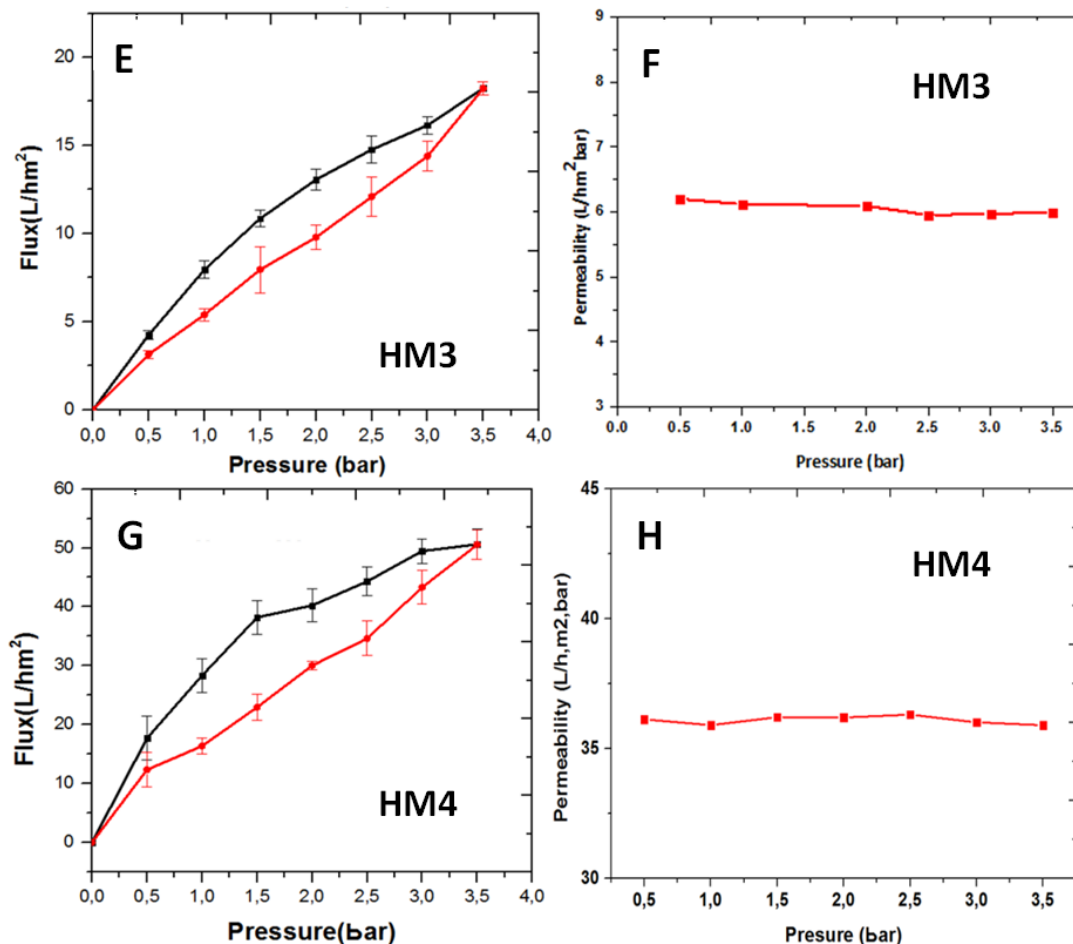 E
HM3
Flux(L/hm²)
20
15
10
5
0
0,0 0,5 1,0 1,5 2,0 2,5 3,0 3,5 4,0
Pressure (bar)
F
HM3
Permeability (L/hm²bar)
9
8
7
6
5
4
3
0.0 0.5 1.0 1.5 2.0 2.5 3.0 3.5
Pressure (bar)
G
HM4
Flux(L/hm²)
60
50
40
30
20
10
0
0,0 0,5 1,0 1,5 2,0 2,5 3,0 3,5 4,0
Pressure(ьar)
H
HM4
Permeability (L/h,m2,bar)
45
40
35
30
0,5 1,0 1,5 2,0 2,5 3,0 3,5
Presure (ьar)